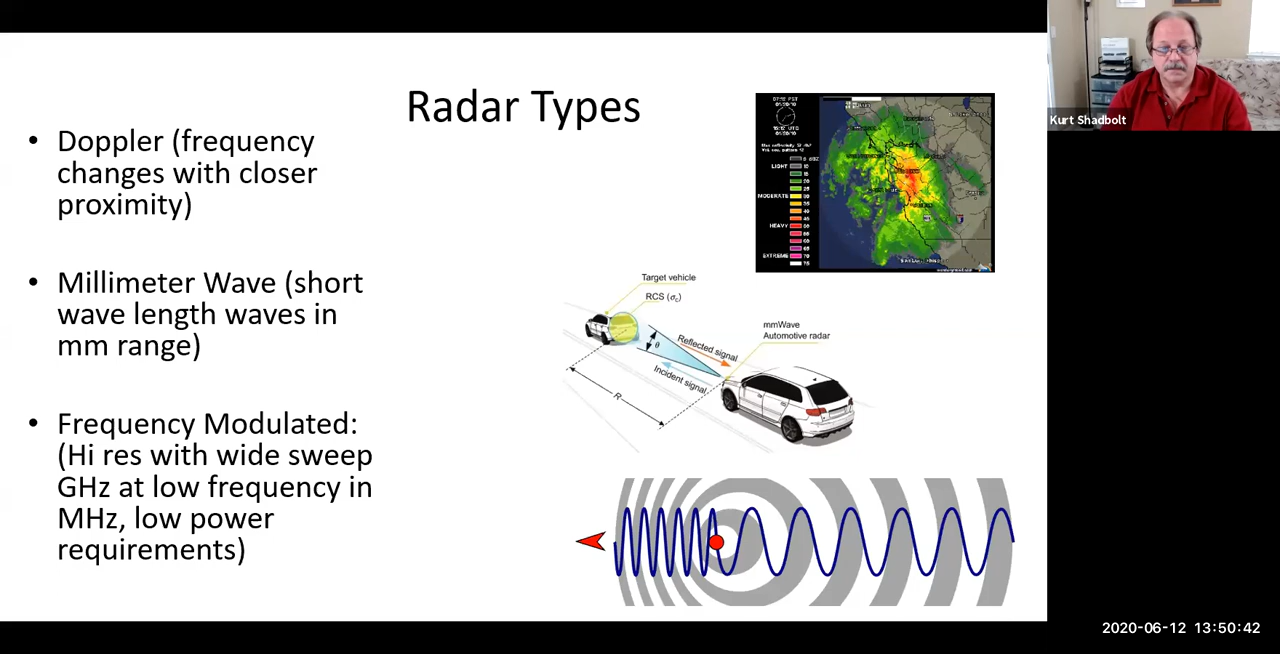 Radar Types
• Doppler (frequency
changes with closer
proximity)
• Millimeter Wave (short
wave length waves in
mm range)
• Frequency Modulated:
(Hi res with wide sweep
GHz at low frequency in
MHz, low power
requirements)
LIGHT
MODERATE
HEAVY
EXTREME
Target vehicle
RCS (σc)
mmWave
Automotive radar
θ
Reflected signal
Incident signal
R
Kurt Shadbolt
2020-06-12 13:50:42